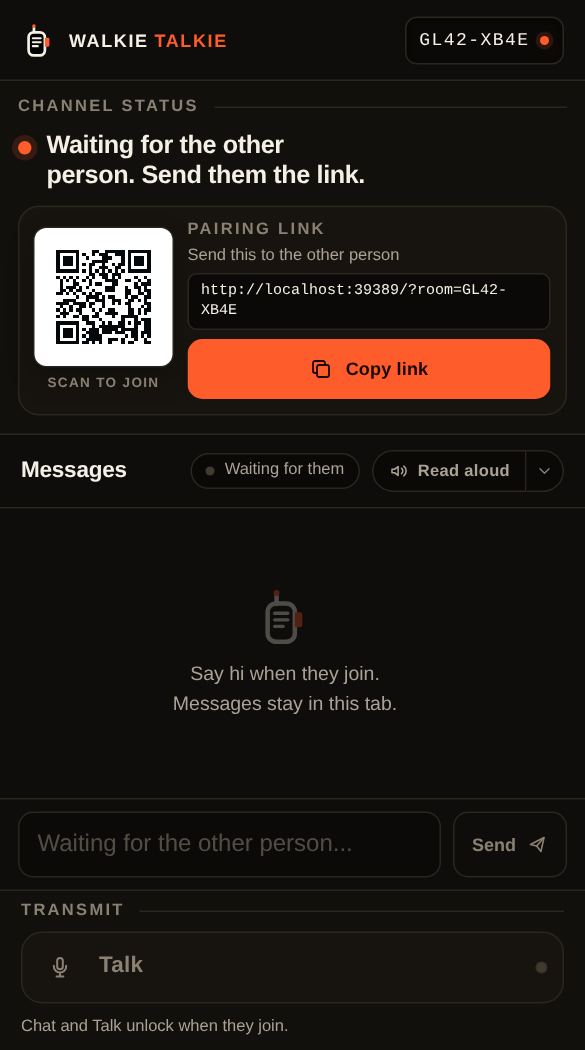 WALKIE TALKIE
GL42-XB4E
CHANNEL STATUS
Waiting for the other
person. Send them the link.
SCAN TO JOIN
PAIRING LINK
Send this to the other person
http://localhost:39389/?room=GL42-
XB4E
Copy link
Messages
Waiting for them
Read aloud
Say hi when they join.
Messages stay in this tab.
Waiting for the other person...
Send
TRANSMIT
Talk
Chat and Talk unlock when they join.